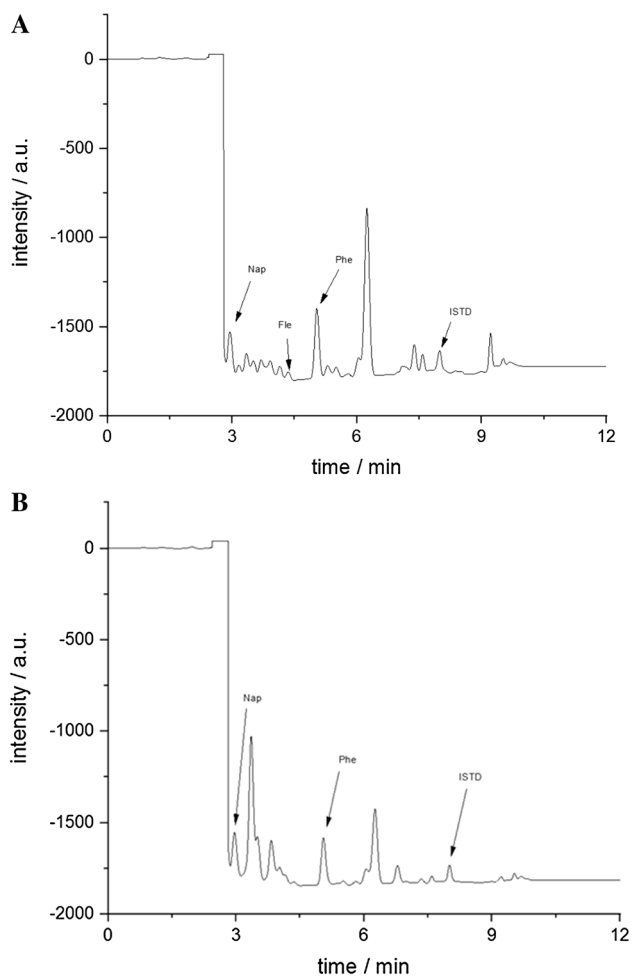 A
intensity / a.u.
0
-500
-1000
-1500
-2000
Nap
Fle
Phe
ISTD
0 3 6 9 12
time / min
B
intensity / a.u.
0
-500
-1000
-1500
-2000
Nap
Phe
ISTD
0 3 6 9 12
time / min